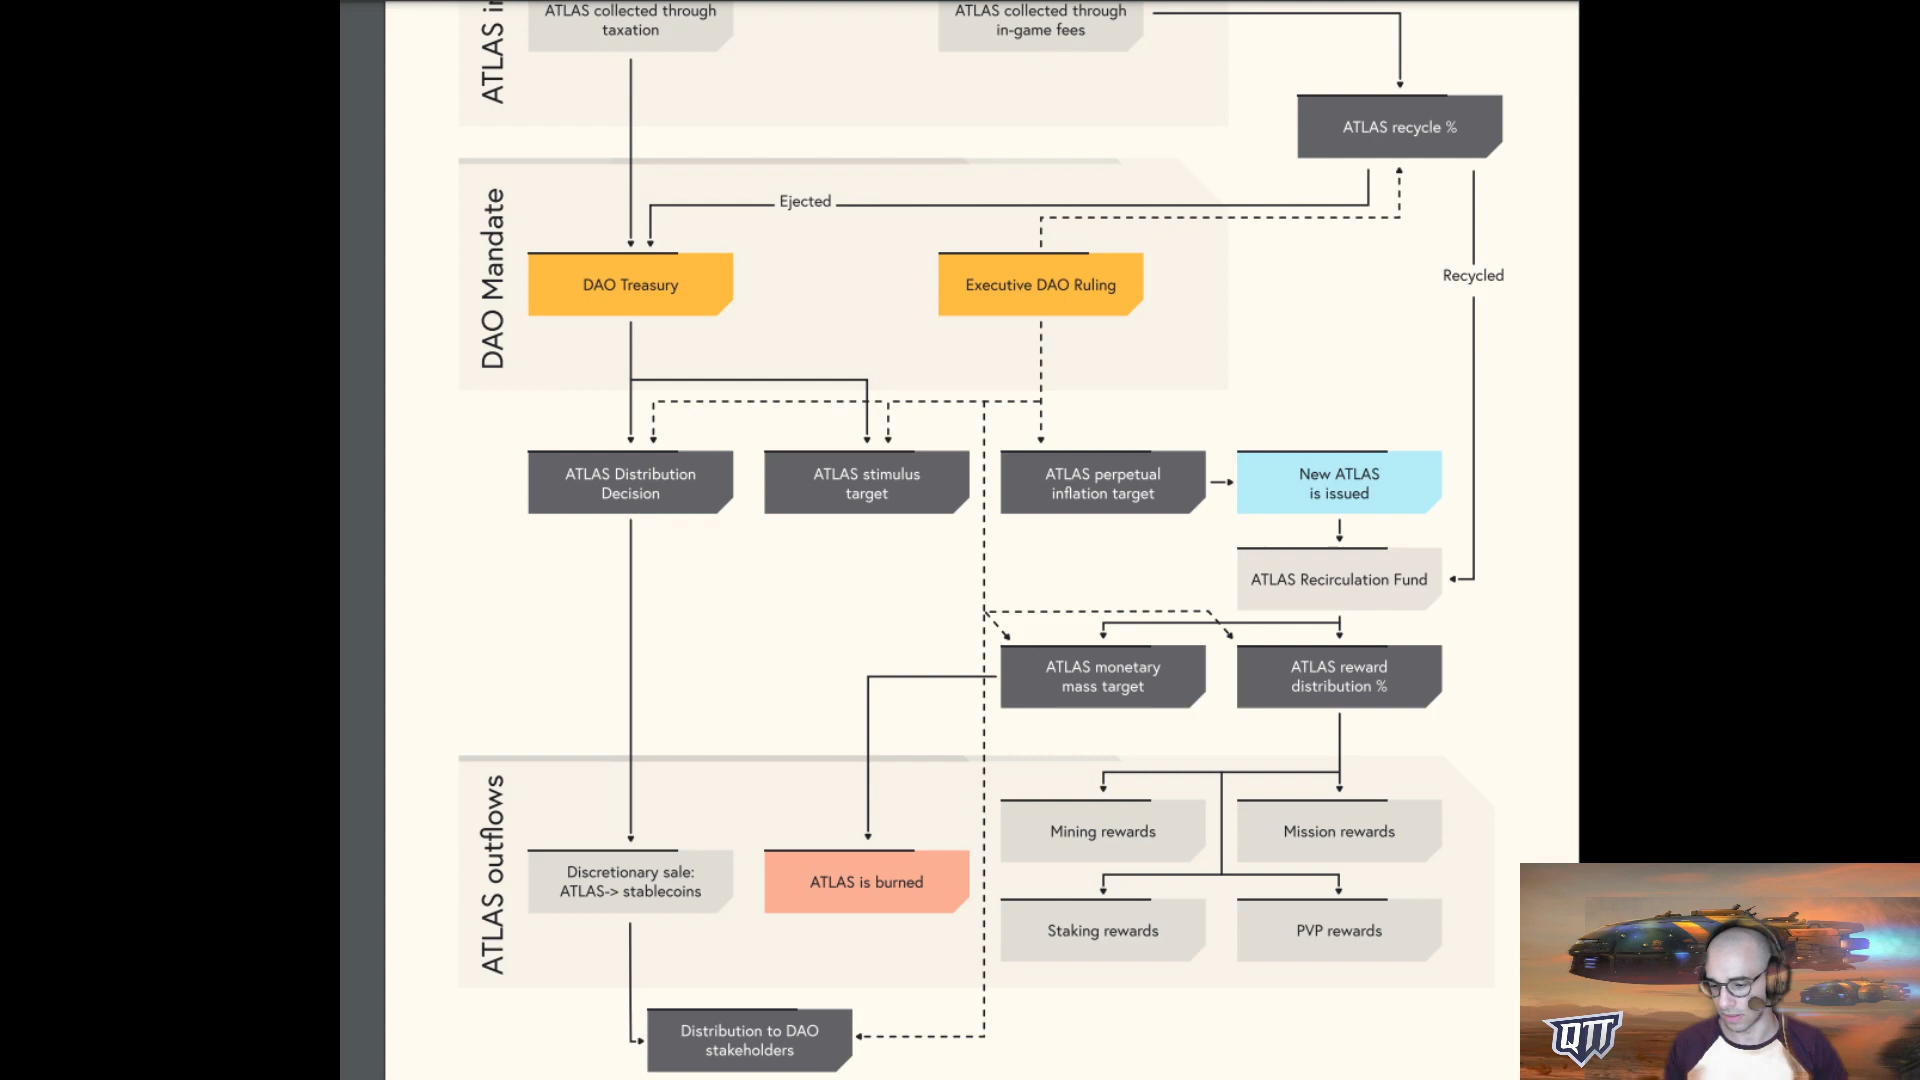 ATLAS in
ATLAS collected through
taxation
ATLAS collected through
in-game fees
ATLAS recycle %
DAO Mandate
Ejected
DAO Treasury
Executive DAO Ruling
Recycled
ATLAS Distribution
Decision
ATLAS stimulus
target
ATLAS perpetual
inflation target
New ATLAS
is issued
ATLAS Recirculation Fund
ATLAS monetary
mass target
ATLAS reward
distribution %
ATLAS outflows
Mining rewards
Mission rewards
Discretionary sale:
ATLAS-> stablecoins
ATLAS is burned
Staking rewards
PVP rewards
Distribution to DAO
stakeholders